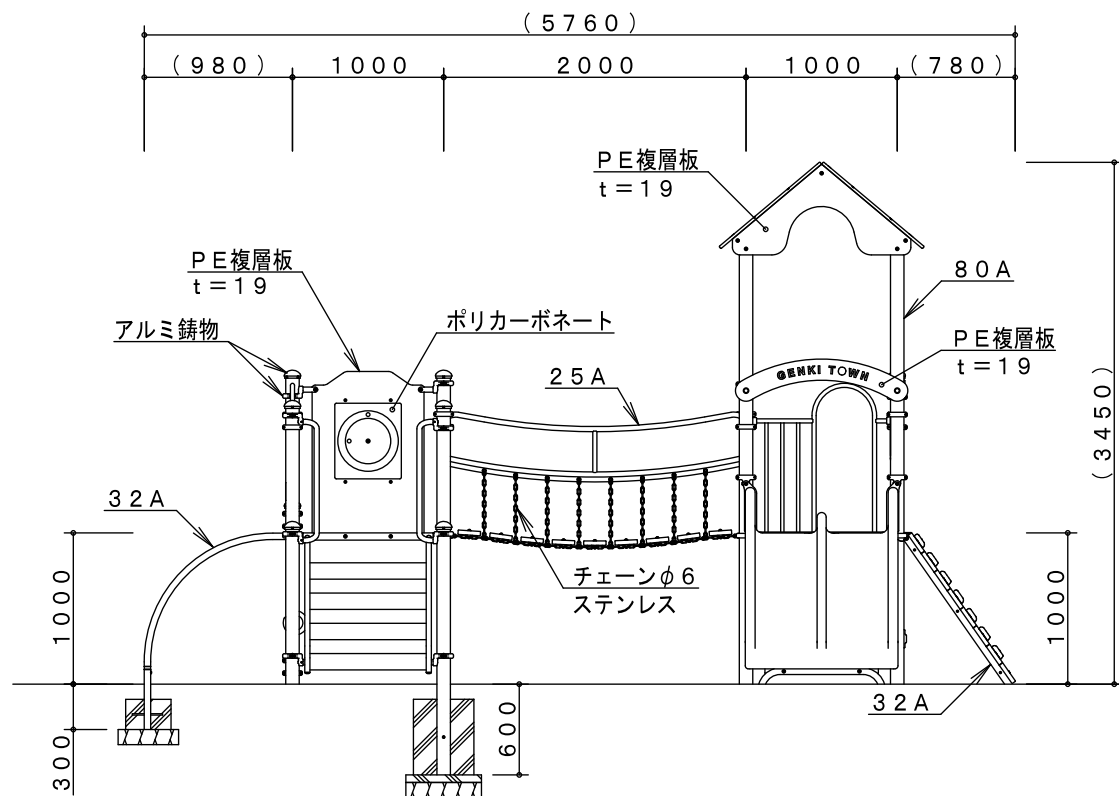 (5760)
(980)
1000
2000
1000
(780)
ＰＥ複層板
ｔ＝19
ＰＥ複層板
ｔ＝19
80Ａ
アルミ鋳物
ポリカーボネート
ＰＥ複層板
ｔ＝19
25Ａ
GENKI TOWN
(3450)
32Ａ
チェーンφ6
ステンレス
1000
1000
32Ａ
300
600